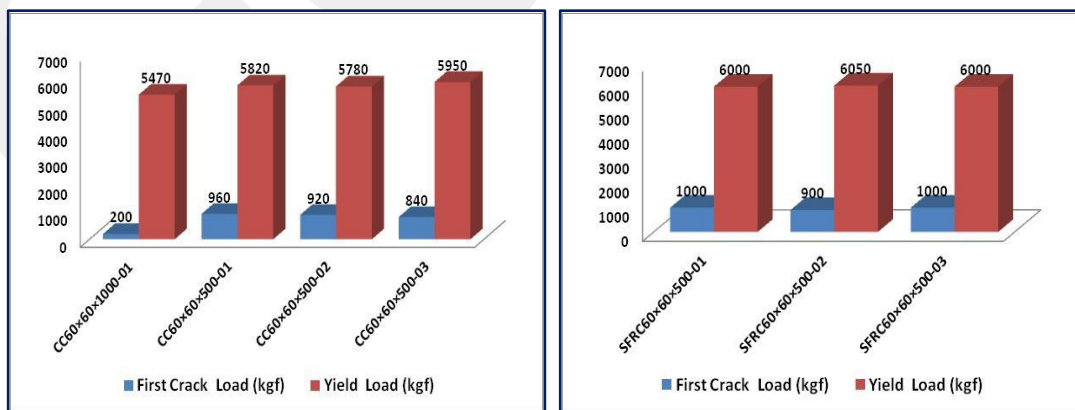 7000
6000
5000
4000
3000
2000
1000
0
5470
5820
5780
5950
200
960
920
840
CC60×60×1000-01
CC60×60×500-01
CC60×60×500-02
CC60×60×500-03
First Crack Load (kgf)
Yield Load (kgf)
7000
6000
5000
4000
3000
2000
1000
0
6000
6050
6000
1000
900
1000
SFRC60×60×500-01
SFRC60×60×500-02
SFRC60×60×500-03
First Crack Load (kgf)
Yield Load (kgf)